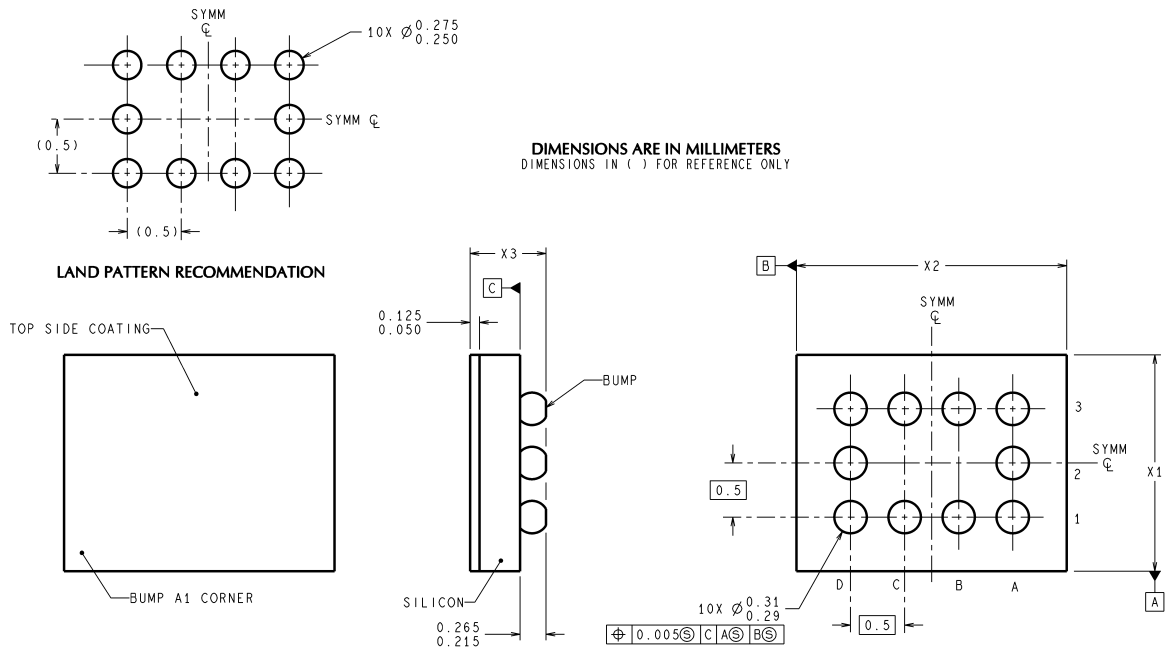 SYMM
℄
10X Ø 0.275
0.250
SYMM ℄
(0.5)
(0.5)
LAND PATTERN RECOMMENDATION
DIMENSIONS ARE IN MILLIMETERS
DIMENSIONS IN ( ) FOR REFERENCE ONLY
TOP SIDE COATING
BUMP A1 CORNER
X3
C
0.125
0.050
BUMP
SILICON
0.265
0.215
B
X2
SYMM
℄
3
SYMM
℄
2
X1
0.5
1
D C B A
A
10X Ø 0.31
0.29
0.5
⌖ 0.005Ⓢ C AⓈ BⓈ